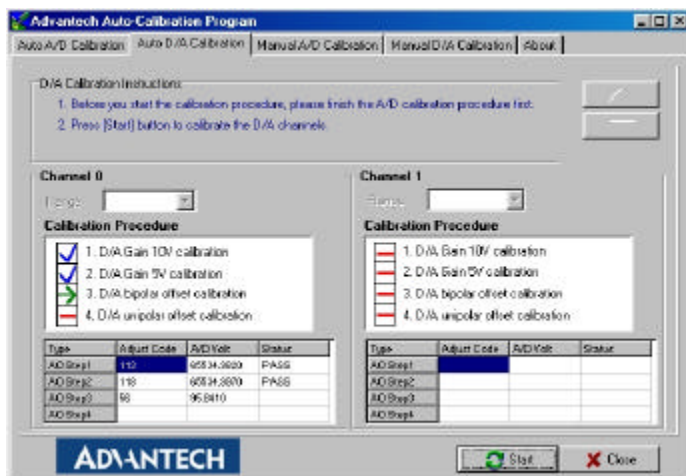 Advantech Auto-Calibration Program
Auto A/D Calibration
Auto D/A Calibration
Manual A/D Calibration
Manual D/A Calibration
About
D/A Calibration Instructions
1. Before you start the calibration procedure, please finish the A/D calibration procedure first.
2. Press [Start] button to calibrate the D/A channels.
Channel 0
Range
Calibration Procedure
1. D/A Gain 10V calibration
2. D/A Gain 5V calibration
3. D/A bipolar offset calibration
4. D/A unipolar offset calibration
Type Adjust Code A/D Volt Status
AO Step1 PASS
AO Step2 118 PASS
AO Step3
AO Step4
Channel 1
Range
Calibration Procedure
1. D/A Gain 10V calibration
2. D/A Gain 5V calibration
3. D/A bipolar offset calibration
4. D/A unipolar offset calibration
Type Adjust Code A/D Volt Status
AO Step1
AO Step2
AO Step3
AO Step4
ADVANTECH
Start
Close